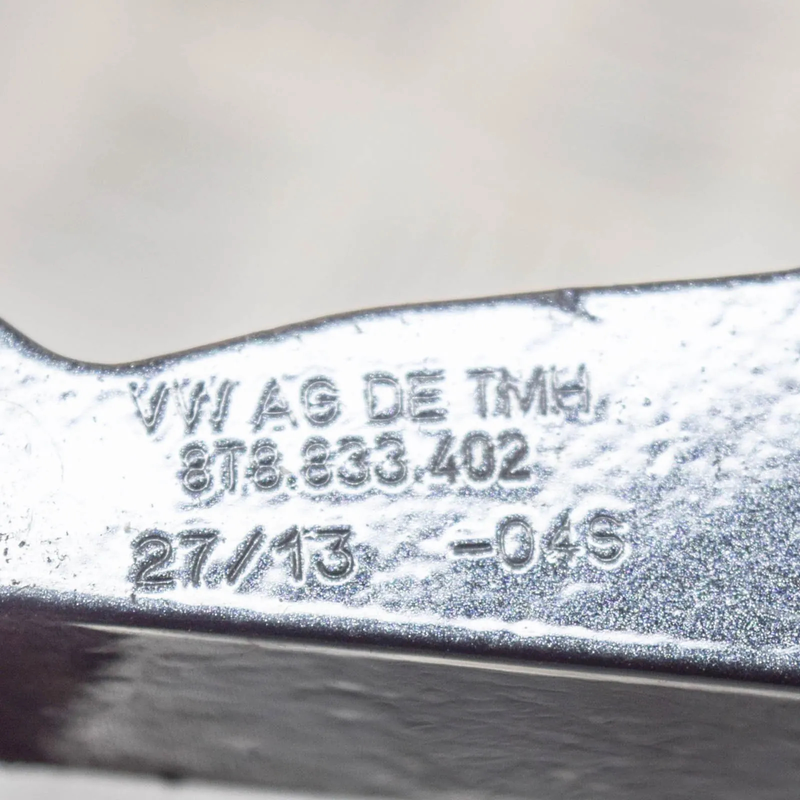 VW AG DE TMH
8T8.833.402
27/13 -04S